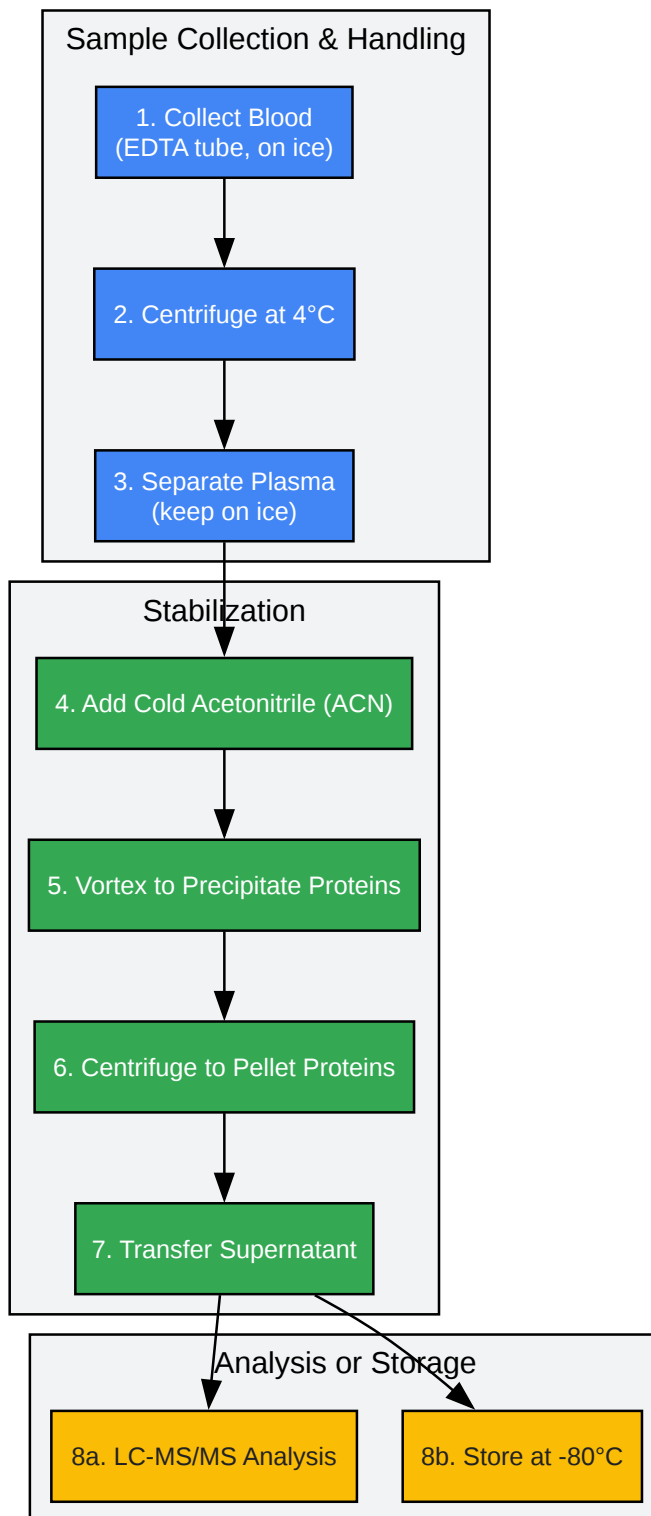 Sample Collection & Handling
1. Collect Blood
(EDTA tube, on ice)
2. Centrifuge at 4°C
3. Separate Plasma
(keep on ice)
Stabilization
4. Add Cold Acetonitrile (ACN)
5. Vortex to Precipitate Proteins
6. Centrifuge to Pellet Proteins
7. Transfer Supernatant
Analysis or Storage
8a. LC-MS/MS Analysis
8b. Store at -80°C